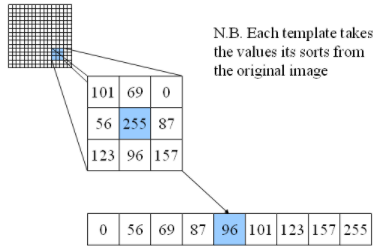 N.B. Each template takes
the values its sorts from
the original image
101 69 0
56 255 87
123 96 157
0 56 69 87 96 101 123 157 255